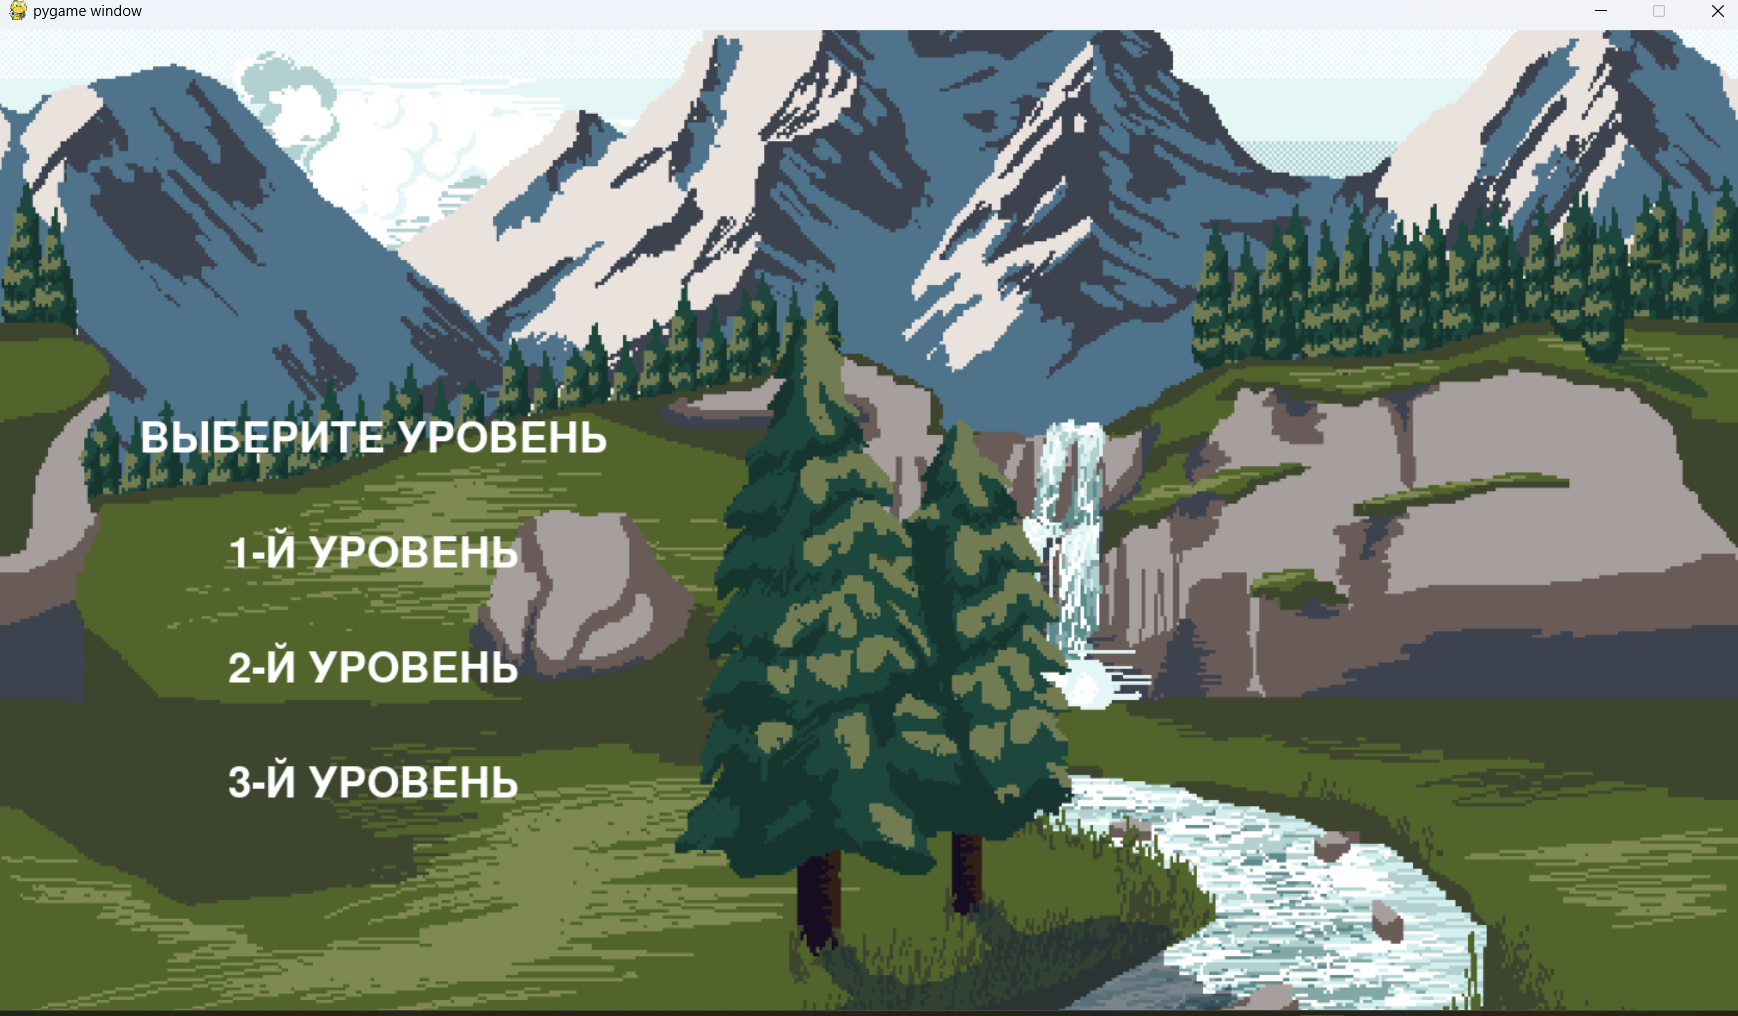 pygame window
ВЫБЕРИТЕ УРОВЕНЬ
1-Й УРОВЕНЬ
2-Й УРОВЕНЬ
3-Й УРОВЕНЬ